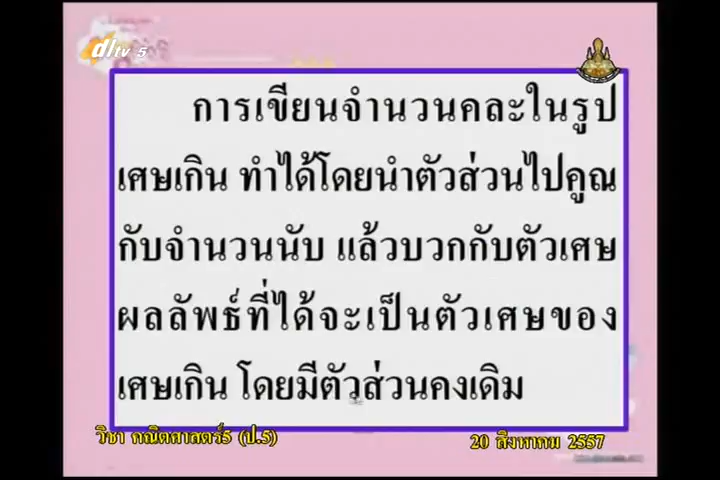 dltv 5
การเขียนจำนวนคละในรูป
เศษเกิน ทำได้โดยนำตัวส่วนไปคูณ
กับจำนวนนับ แล้วบวกกับตัวเศษ
ผลลัพธ์ที่ได้จะเป็นตัวเศษของ
เศษเกิน โดยมีตัวส่วนคงเดิม
วิชา คณิตศาสตร์5 (ป.5)
20 สิงหาคม 2557